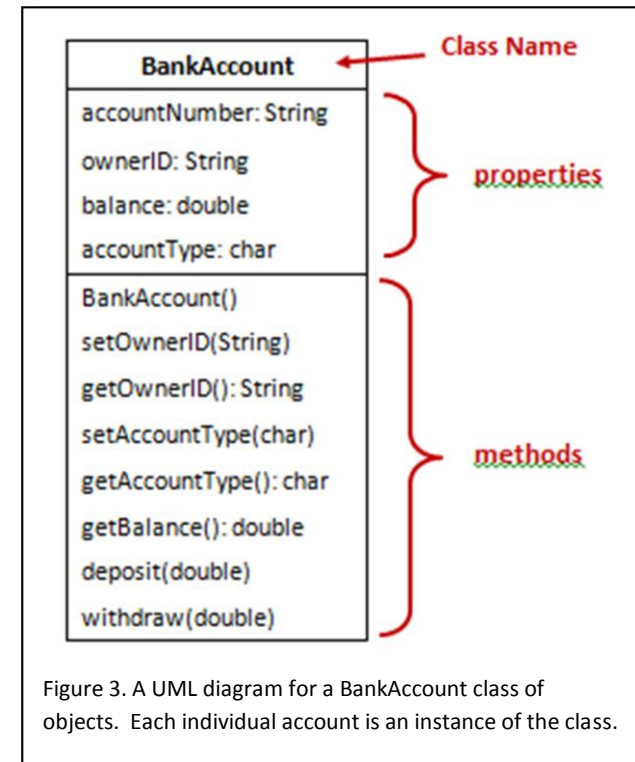 BankAccount
Class Name
accountNumber: String
ownerID: String
balance: double
accountType: char
properties
BankAccount()
setOwnerID(String)
getOwnerID(): String
setAccountType(char)
getAccountType(): char
getBalance(): double
deposit(double)
withdraw(double)
methods
Figure 3. A UML diagram for a BankAccount class of
objects. Each individual account is an instance of the class.